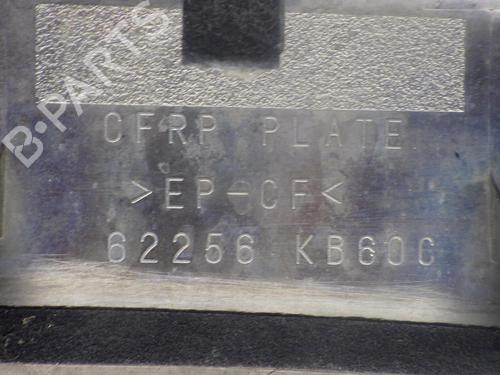 B-PARTS
CFRP PLATE
>EP-CF<
62256 KB60C